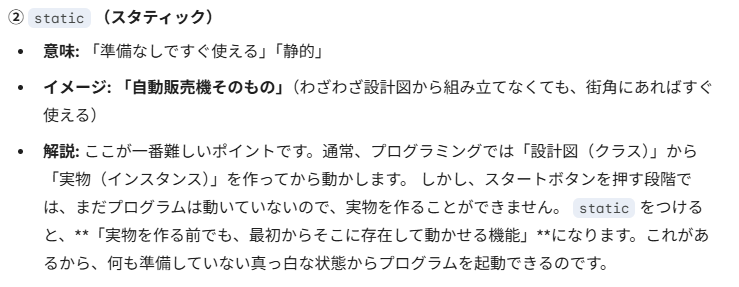 ② static （スタティック）
• 意味: 「準備なしですぐ使える」「静的」
• イメージ: 「自動販売機そのもの」（わざわざ設計図から組み立てなくても、街角にあればすぐ
使える）
• 解説: ここが一番難しいポイントです。通常、プログラミングでは「設計図（クラス）」から
「実物（インスタンス）」を作ってから動かします。 しかし、スタートボタンを押す段階で
は、まだプログラムは動いていないので、実物を作ることができません。 static をつける
と、**「実物を作る前でも、最初からそこに存在して動かせる機能」**になります。これがあ
るから、何も準備していない真っ白な状態からプログラムを起動できるのです。